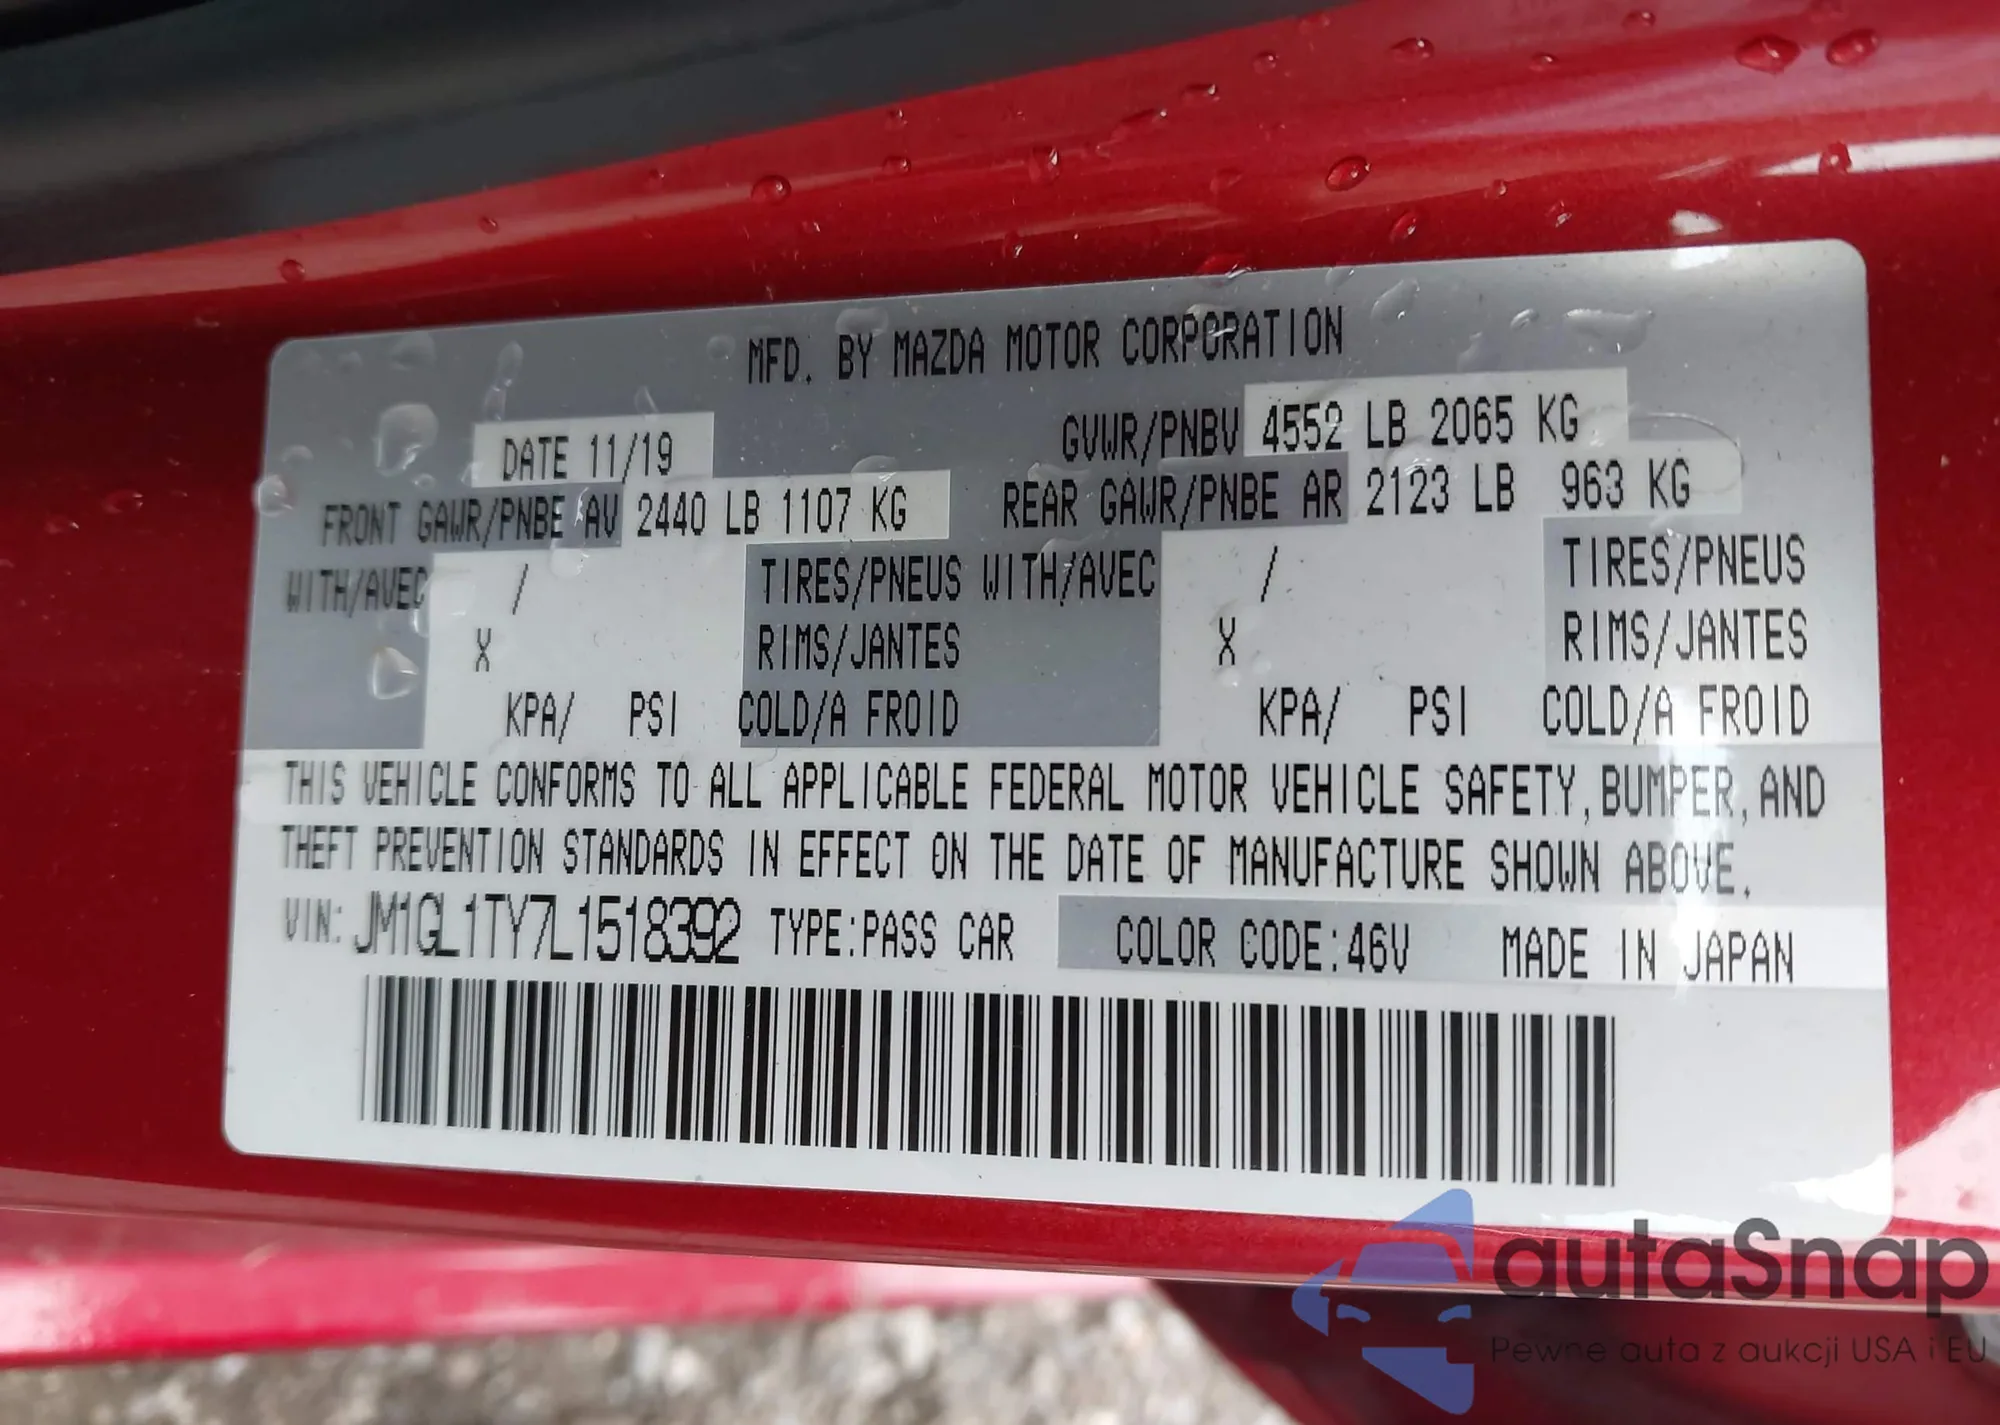 MFD. BY MAZDA MOTOR CORPORATION
DATE 11/19 GVWR/PNBV 4552 LB 2065 KG
FRONT GAWR/PNBE AV 2440 LB 1107 KG REAR GAWR/PNBE AR 2123 LB 963 KG
WITH/AVEC / TIRES/PNEUS WITH/AVEC / TIRES/PNEUS
X RIMS/JANTES X RIMS/JANTES
KPA/ PSI COLD/A FROID KPA/ PSI COLD/A FROID
THIS VEHICLE CONFORMS TO ALL APPLICABLE FEDERAL MOTOR VEHICLE SAFETY, BUMPER, AND
THEFT PREVENTION STANDARDS IN EFFECT ON THE DATE OF MANUFACTURE SHOWN ABOVE.
VIN: JM1GL1TY7L1518392 TYPE:PASS CAR COLOR CODE:46V MADE IN JAPAN
autaSnap
Pewne auta z aukcji USA i EU